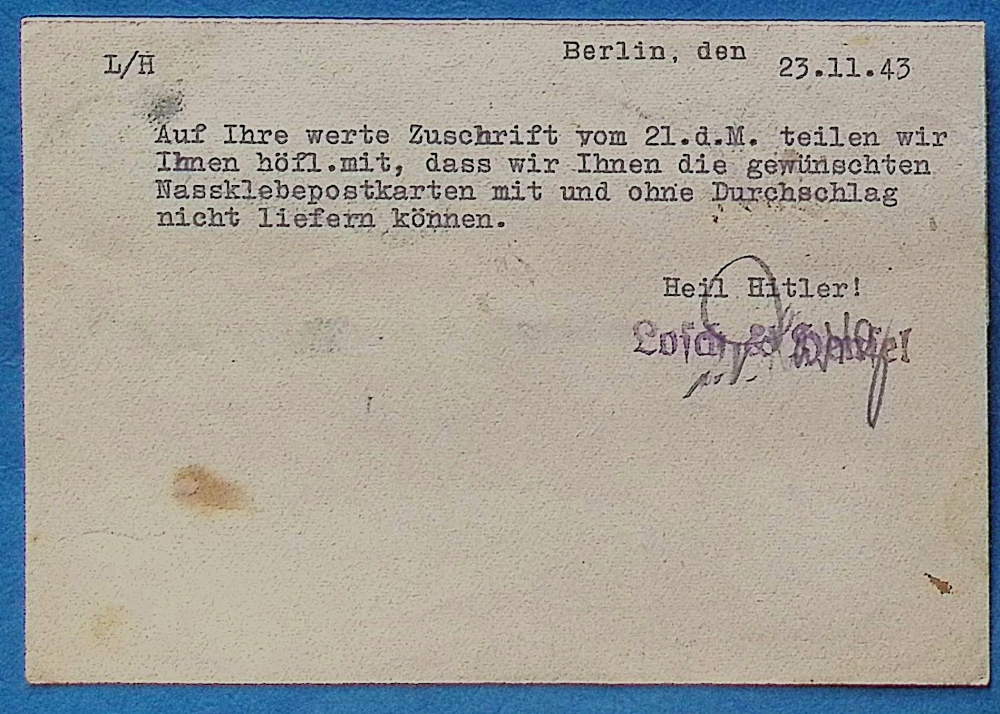 L/H
Berlin, den 23.11.43
Auf Ihre werte Zuschrift vom 21.d.M. teilen wir
Ihnen höfl.mit, dass wir Ihnen die gewünschten
Nassklebepostkarten mit und ohne Durchschlag
nicht liefern können.
Heil Hitler!